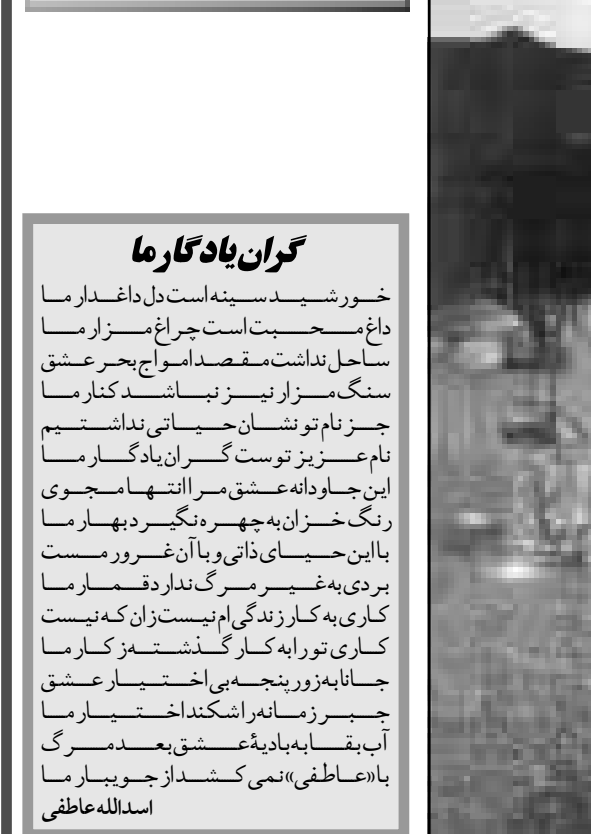 گران یادگار ما
خورشید سینه است دل داغدار ما
داغ محبت است چراغ مزار ما
ساحل نداشت مقصد امواج بحر عشق
سنگ مزار نیز نباشد کنار ما
جز نام تو نشان حیاتی نداشتیم
نام عزیز توست گران یادگار ما
این جاودانه عشق مرا انتها مجوی
رنگ خزان به چهره نگیرد بهار ما
با این حیای ذاتی و با آن غرور مست
بردی به غیر مرگ ندارد قمار ما
کاری به کار زندگی ام نیست زان که نیست
کاری تو را به کار گذشته ز کار ما
جانا به زور پنجه بی اختیار عشق
جبر زمانه را شکند اختیار ما
آب بقا به بادیهٔ عشق بعد مرگ
با «عاطفی» نمی کشد از جویبار ما
اسدالله عاطفی